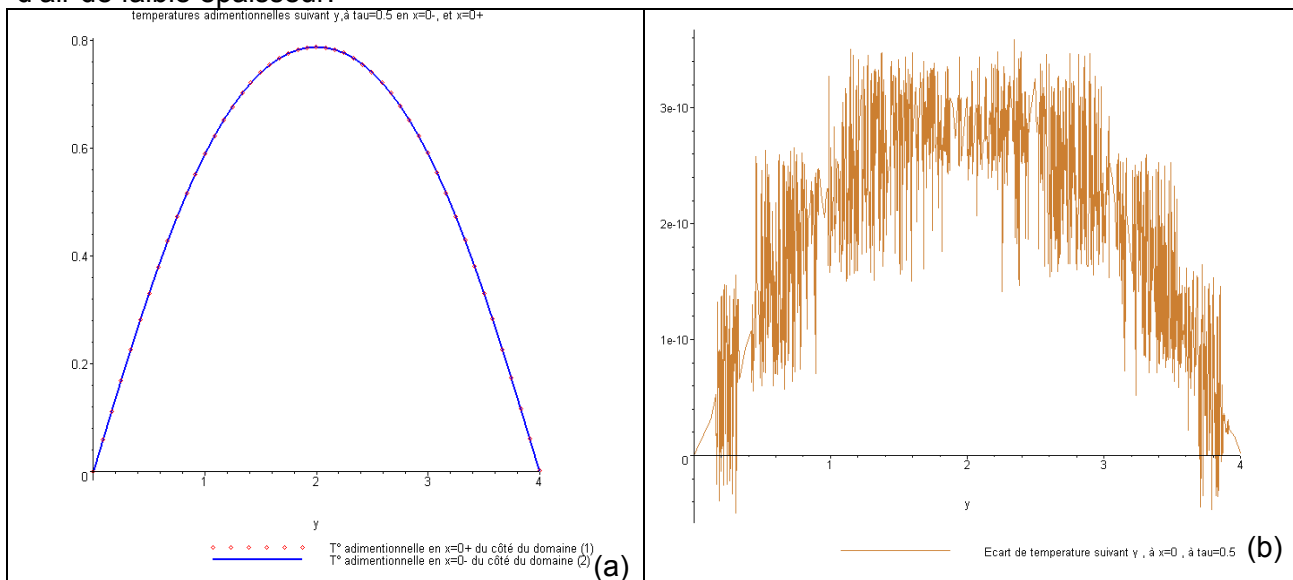 d'air de faible épaisseur.
temperatures adimentionnelles suivant y,à tau=0.5 en x=0-, et x=0+
0.8
0.6
0.4
0.2
0
1
2
3
4
y
T° adimentionnelle en x=0+ du côté du domaine (1)
T° adimentionnelle en x=0- du côté du domaine (2)
(a)
3e-10
2e-10
1e-10
0
1
2
3
4
y
Ecart de temperature suivant y , à x=0 , à tau=0.5
(b)